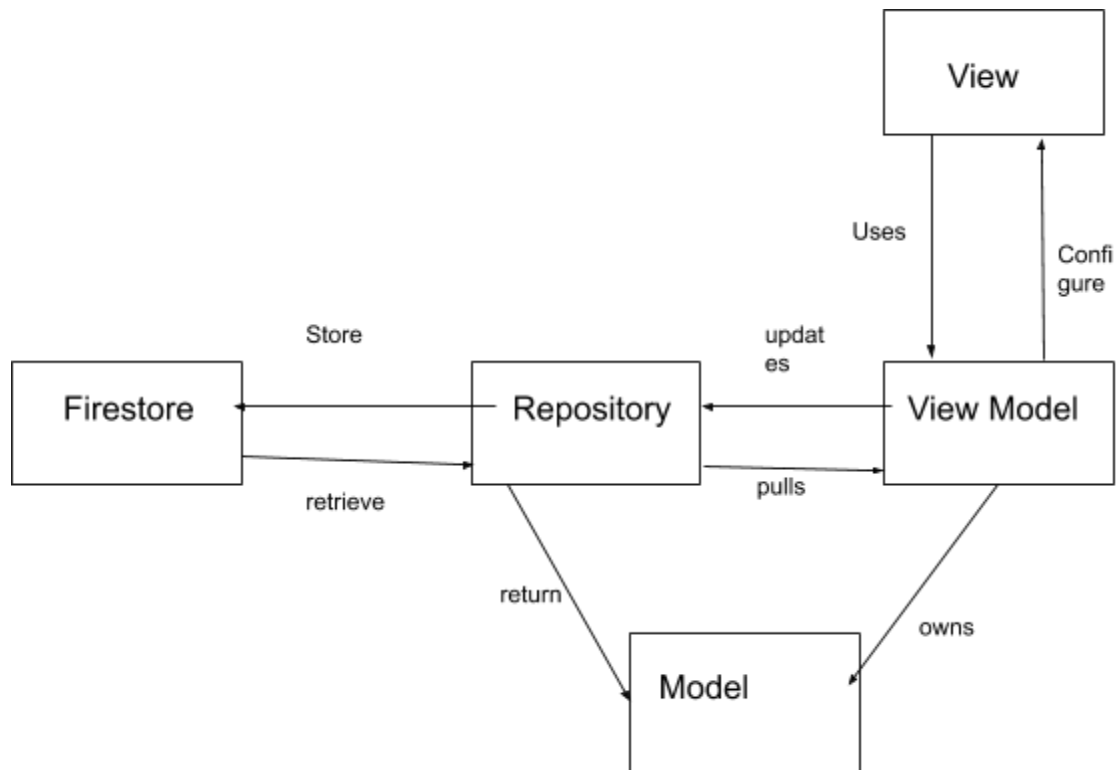 View
Uses
Confi
gure
Store
updat
es
Firestore
Repository
View Model
retrieve
pulls
return
owns
Model